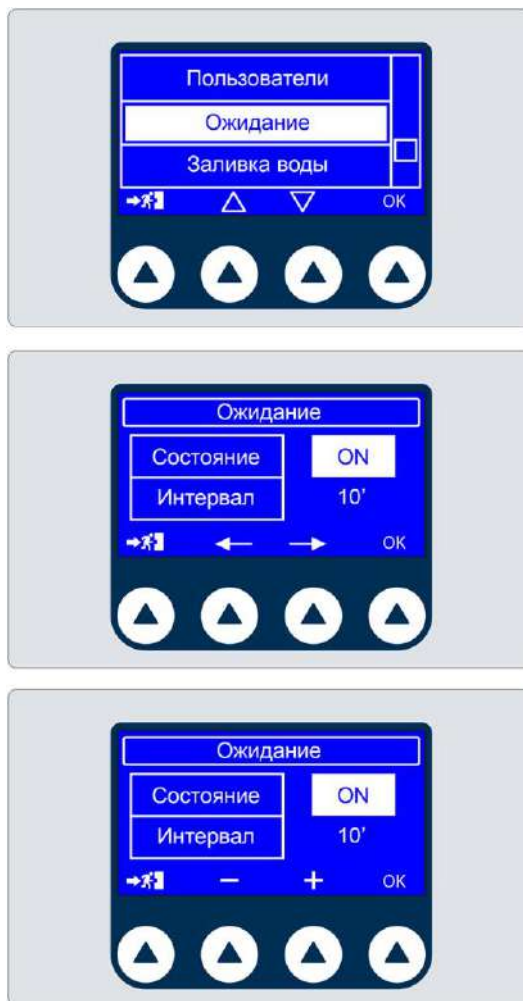 Пользователи
Ожидание
Заливка воды
OK
Ожидание
Состояние ON
Интервал 10'
OK
Ожидание
Состояние ON
Интервал 10'
− + OK